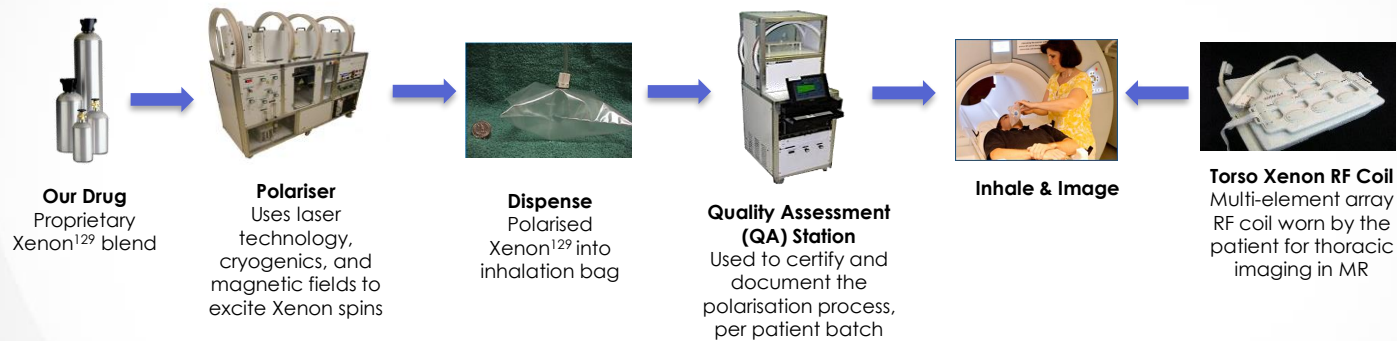 Our Drug
Proprietary
Xenon¹²⁹ blend
Polariser
Uses laser
technology,
cryogenics, and
magnetic fields to
excite Xenon spins
Dispense
Polarised
Xenon¹²⁹ into
inhalation bag
Quality Assessment
(QA) Station
Used to certify and
document the
polarisation process,
per patient batch
Inhale & Image
Torso Xenon RF Coil
Multi-element array
RF coil worn by the
patient for thoracic
imaging in MR